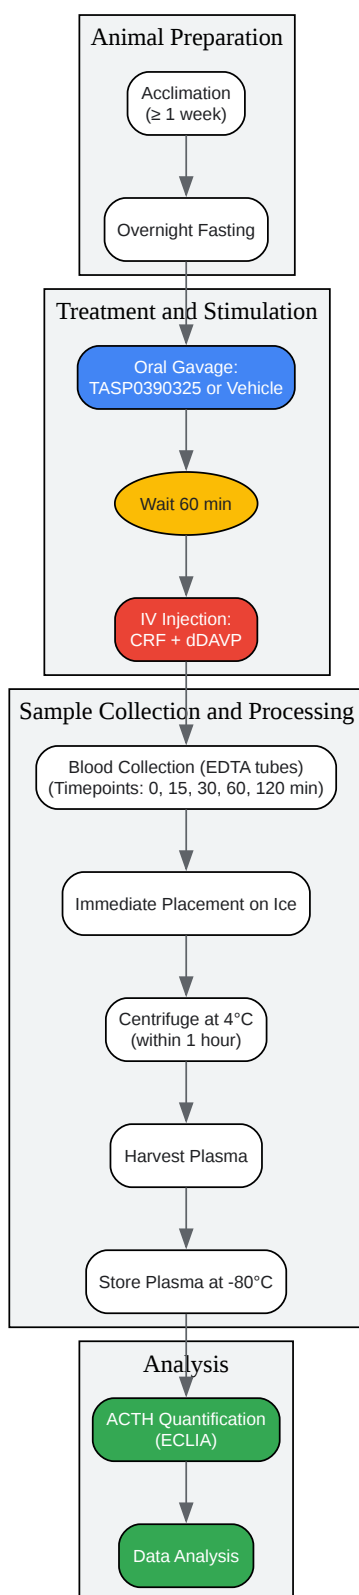 Animal Preparation
Acclimation
(≥ 1 week)
Overnight Fasting
Treatment and Stimulation
Oral Gavage:
TASP0390325 or Vehicle
Wait 60 min
IV Injection:
CRF + dDAVP
Sample Collection and Processing
Blood Collection (EDTA tubes)
(Timepoints: 0, 15, 30, 60, 120 min)
Immediate Placement on Ice
Centrifuge at 4°C
(within 1 hour)
Harvest Plasma
Store Plasma at -80°C
Analysis
ACTH Quantification
(ECLIA)
Data Analysis